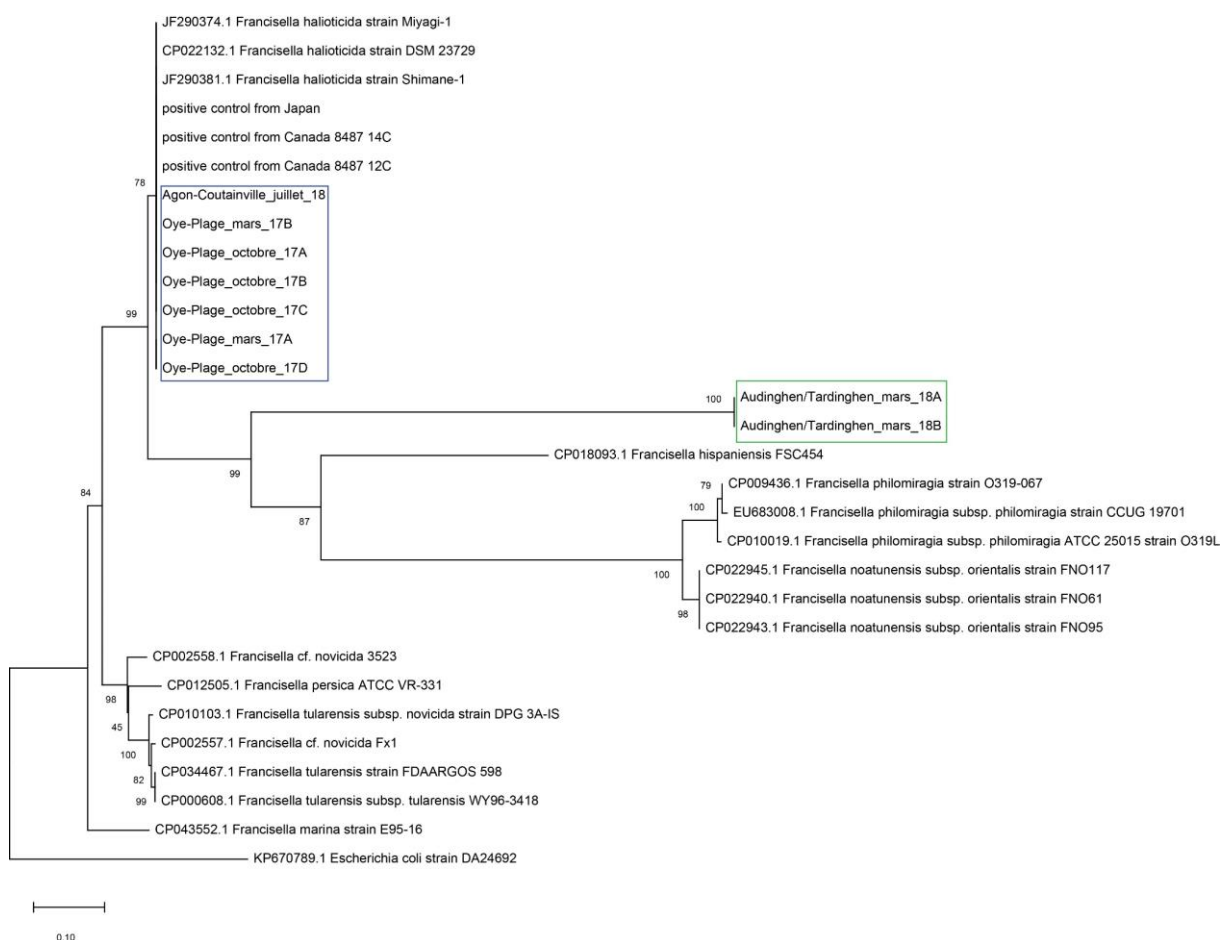 JF290374.1 Francisella halioticida strain Miyagi-1
CP022132.1 Francisella halioticida strain DSM 23729
JF290381.1 Francisella halioticida strain Shimane-1
positive control from Japan
positive control from Canada 8487 14C
positive control from Canada 8487 12C
78
Agon-Coutainville_juillet_18
Oye-Plage_mars_17B
Oye-Plage_octobre_17A
Oye-Plage_octobre_17B
Oye-Plage_octobre_17C
99
Oye-Plage_mars_17A
Oye-Plage_octobre_17D
100
Audinghen/Tardinghen_mars_18A
Audinghen/Tardinghen_mars_18B
CP018093.1 Francisella hispaniensis FSC454
99
79
CP009436.1 Francisella philomiragia strain O319-067
84
100
EU683008.1 Francisella philomiragia subsp. philomiragia strain CCUG 19701
87
CP010019.1 Francisella philomiragia subsp. philomiragia ATCC 25015 strain O319L
100
CP022945.1 Francisella noatunensis subsp. orientalis strain FNO117
CP022940.1 Francisella noatunensis subsp. orientalis strain FNO61
98
CP022943.1 Francisella noatunensis subsp. orientalis strain FNO95
CP002558.1 Francisella cf. novicida 3523
CP012505.1 Francisella persica ATCC VR-331
98
CP010103.1 Francisella tularensis subsp. novicida strain DPG 3A-IS
45
CP002557.1 Francisella cf. novicida Fx1
100
CP034467.1 Francisella tularensis strain FDAARGOS 598
82
CP000608.1 Francisella tularensis subsp. tularensis WY96-3418
99
CP043552.1 Francisella marina strain E95-16
KP670789.1 Escherichia coli strain DA24692
0.10